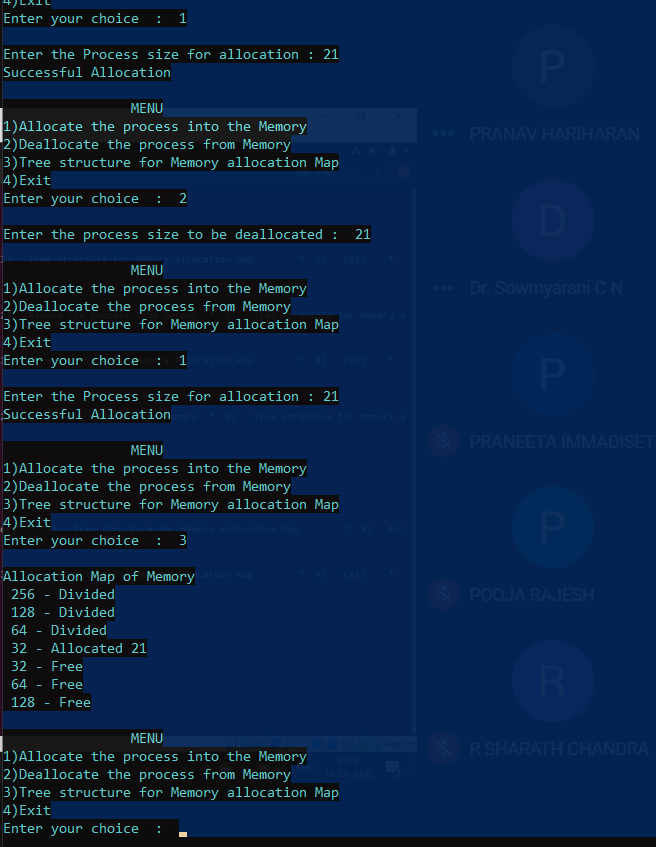 4)Exit
Enter your choice  :  1
Enter the Process size for allocation : 21
Successful Allocation
MENU
1)Allocate the process into the Memory
2)Deallocate the process from Memory
3)Tree structure for Memory allocation Map
4)Exit
Enter your choice  :  2
Enter the process size to be deallocated :  21
MENU
1)Allocate the process into the Memory
2)Deallocate the process from Memory
3)Tree structure for Memory allocation Map
4)Exit
Enter your choice  :  1
Enter the Process size for allocation : 21
Successful Allocation
MENU
1)Allocate the process into the Memory
2)Deallocate the process from Memory
3)Tree structure for Memory allocation Map
4)Exit
Enter your choice  :  3
Allocation Map of Memory
256 - Divided
128 - Divided
64 - Divided
32 - Allocated 21
32 - Free
64 - Free
128 - Free
MENU
1)Allocate the process into the Memory
2)Deallocate the process from Memory
3)Tree structure for Memory allocation Map
4)Exit
Enter your choice  :
P
PRANAV HARIHARAN
D
Dr. Sowmyarani C N
P
PRANEETA IMMADISET
P
POOJA RAJESH
R
R SHARATH CHANDRA